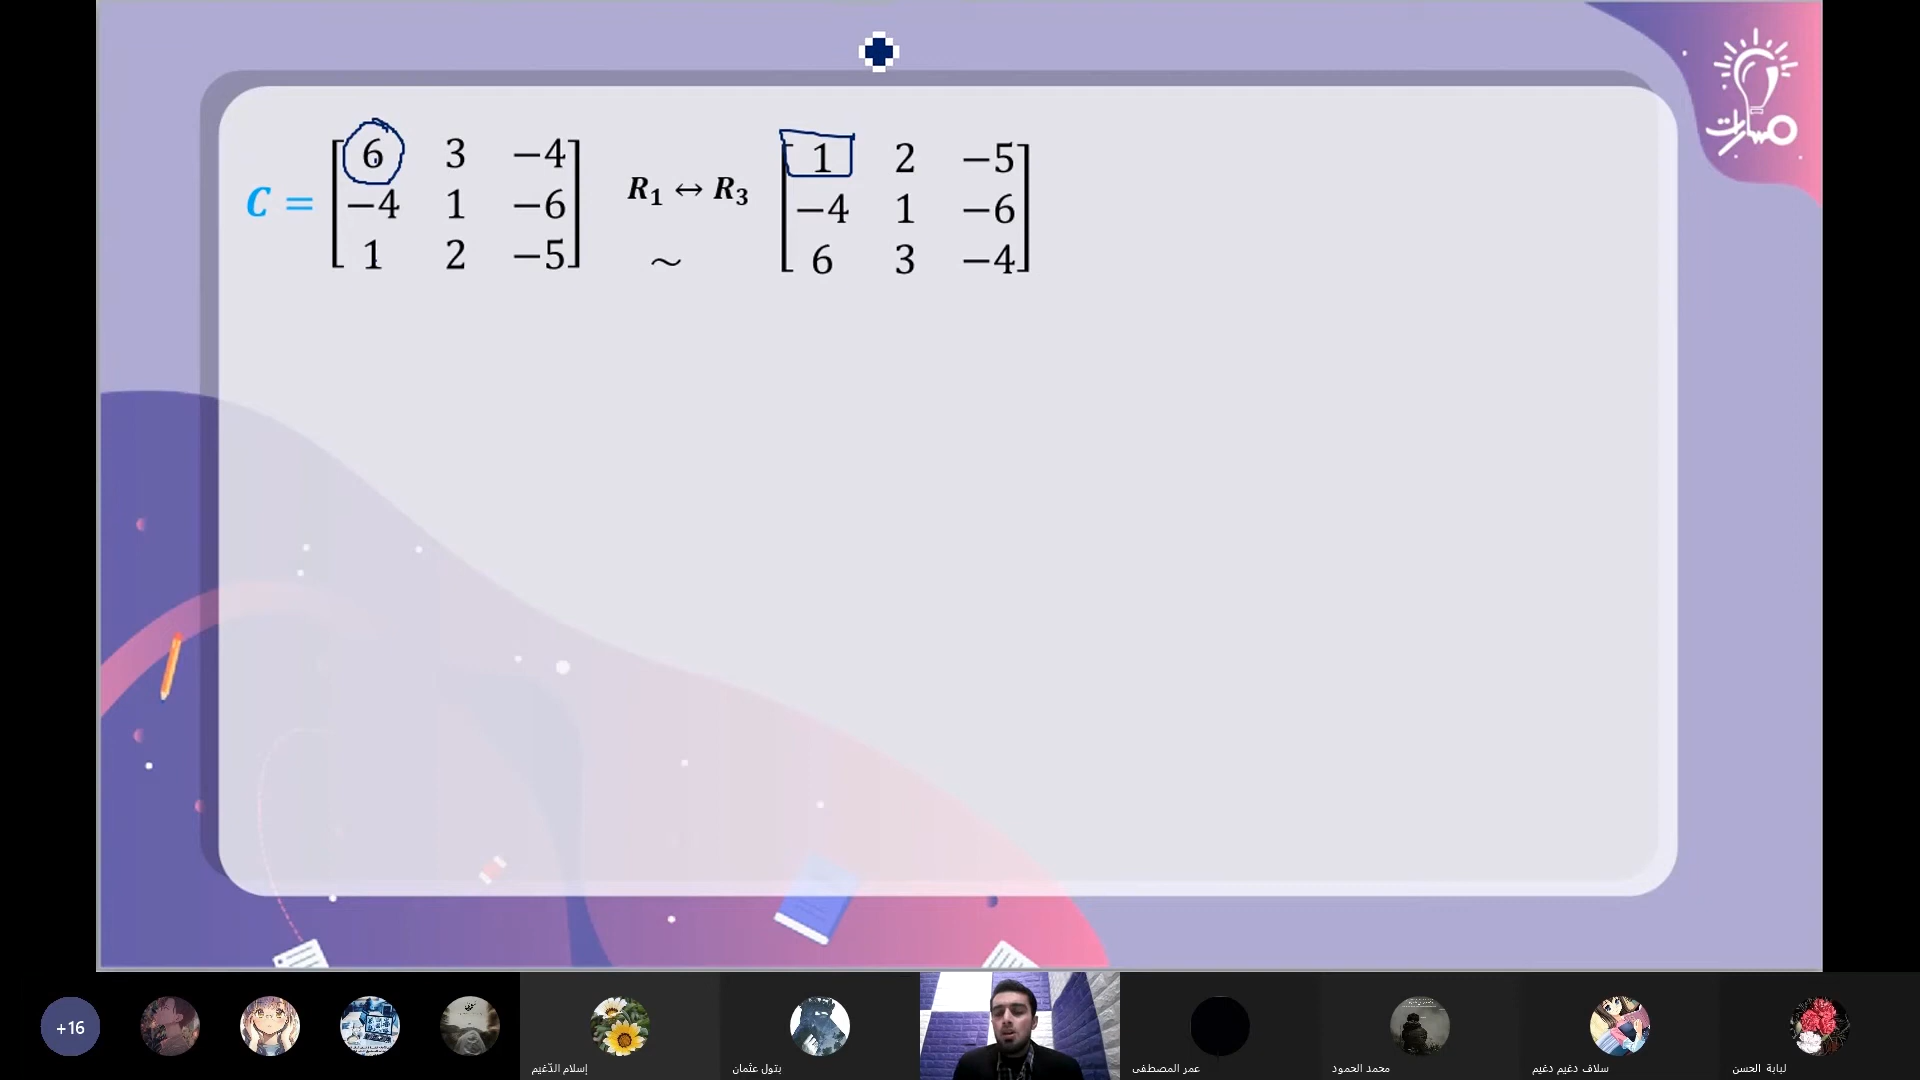 مسارات
C = [ 6 3 −4 ] R₁ ↔ R₃ [ 1 2 −5 ]
[ −4 1 −6 ] ∼ [ −4 1 −6 ]
[ 1 2 −5 ] [ 6 3 −4 ]
+16
إسلام الدّغيم
بتول عثمان
عمر المصطفى
محمد الحمود
سلاف دغيم دغيم
لبابة الحسن